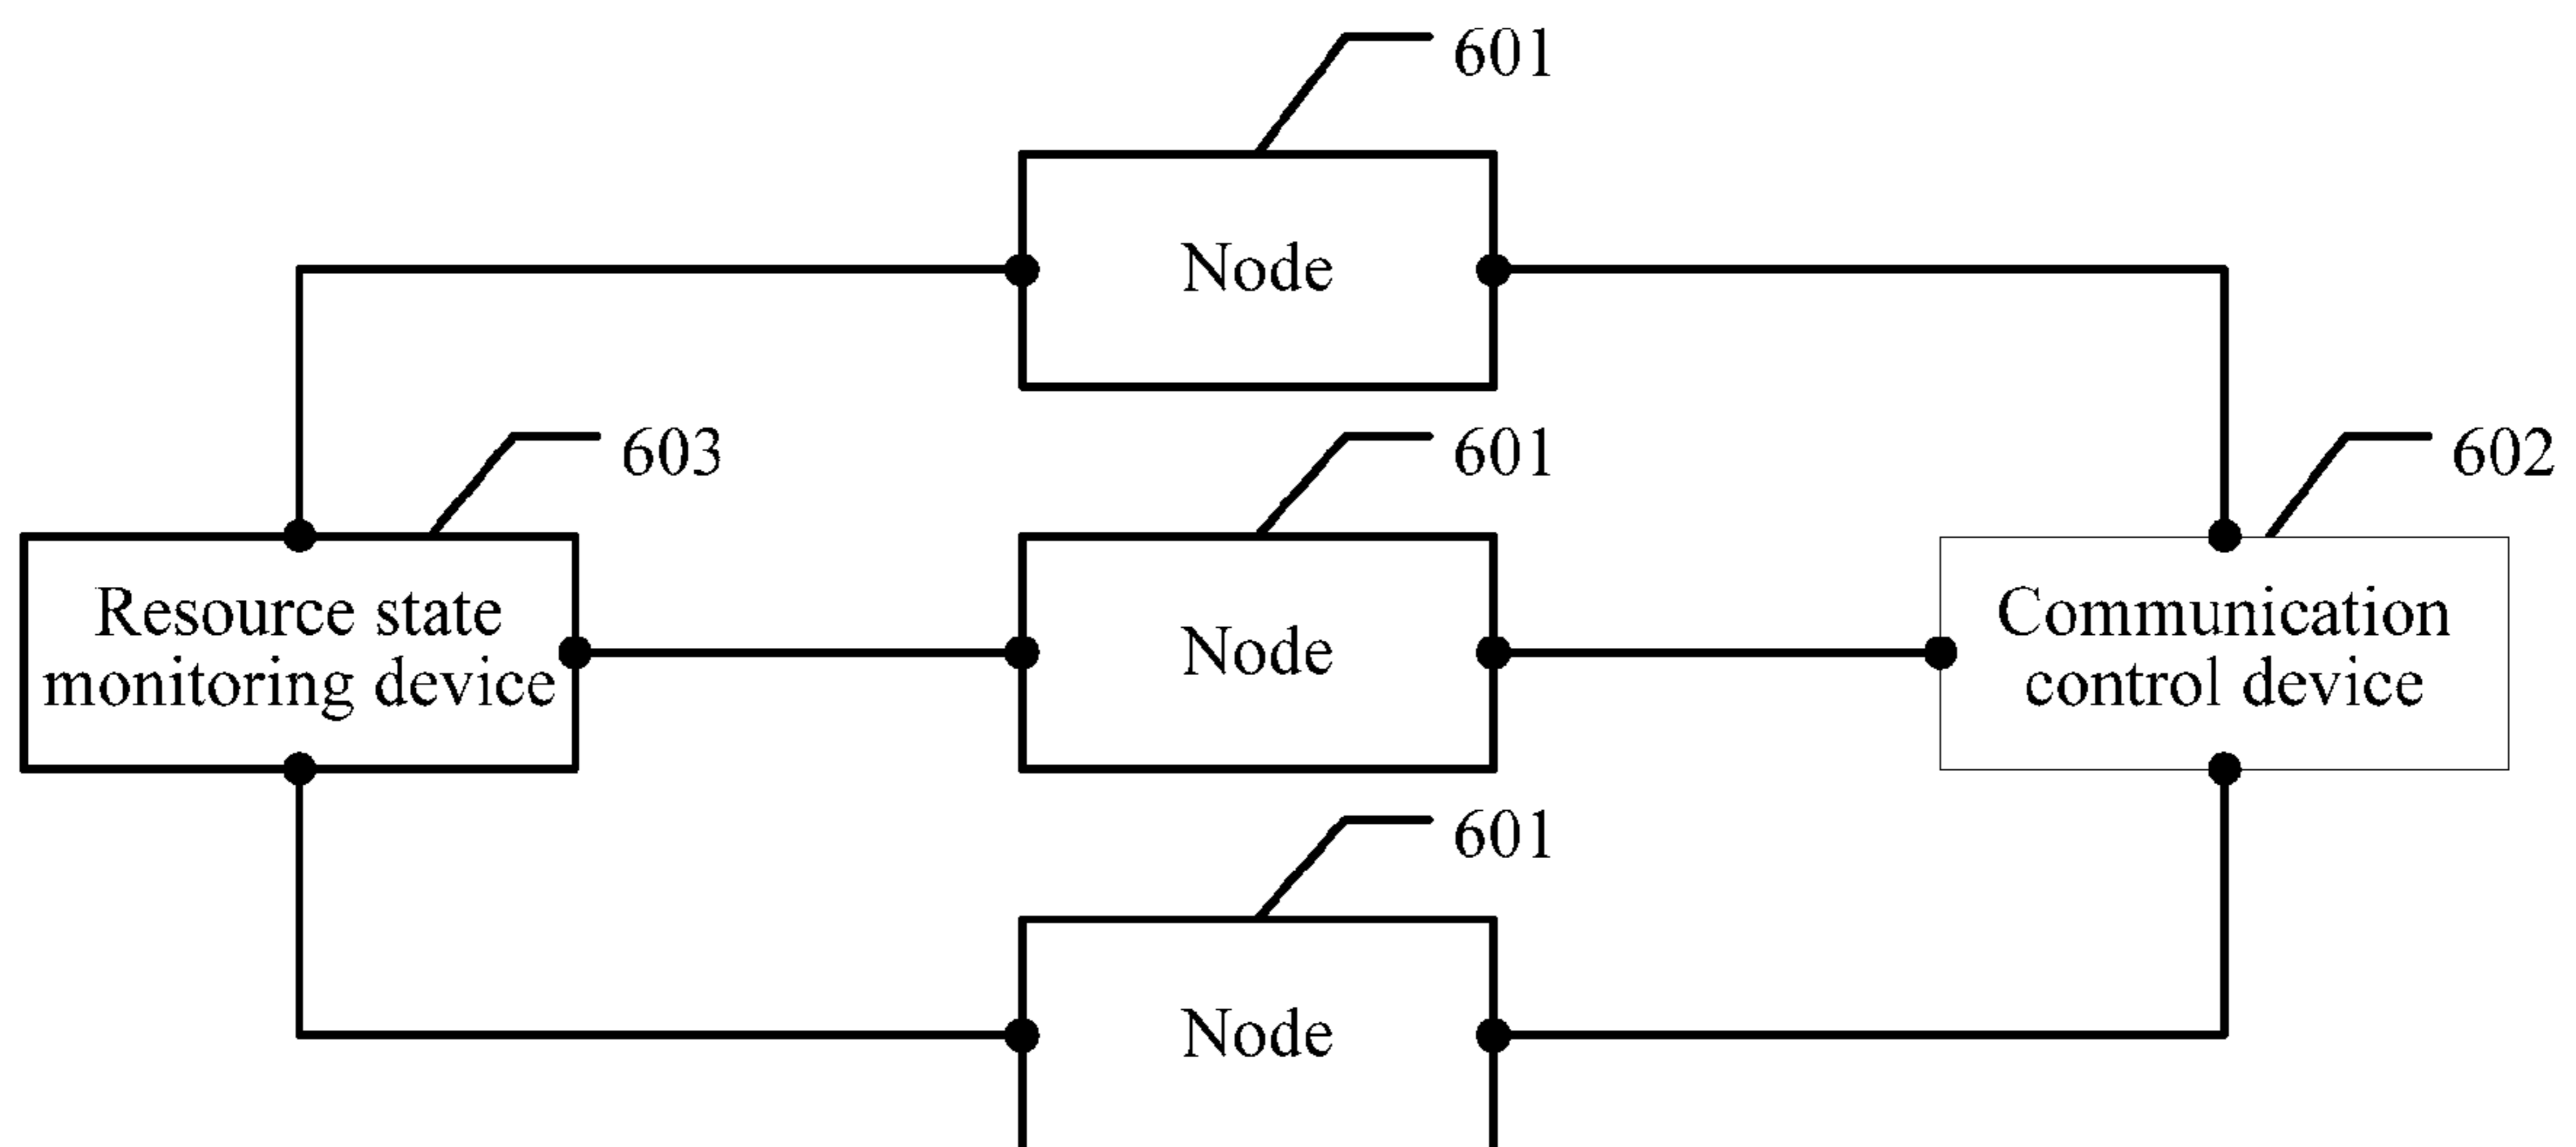 601
Node
603
601
602
Resource state
monitoring device
Node
Communication
control device
601
Node